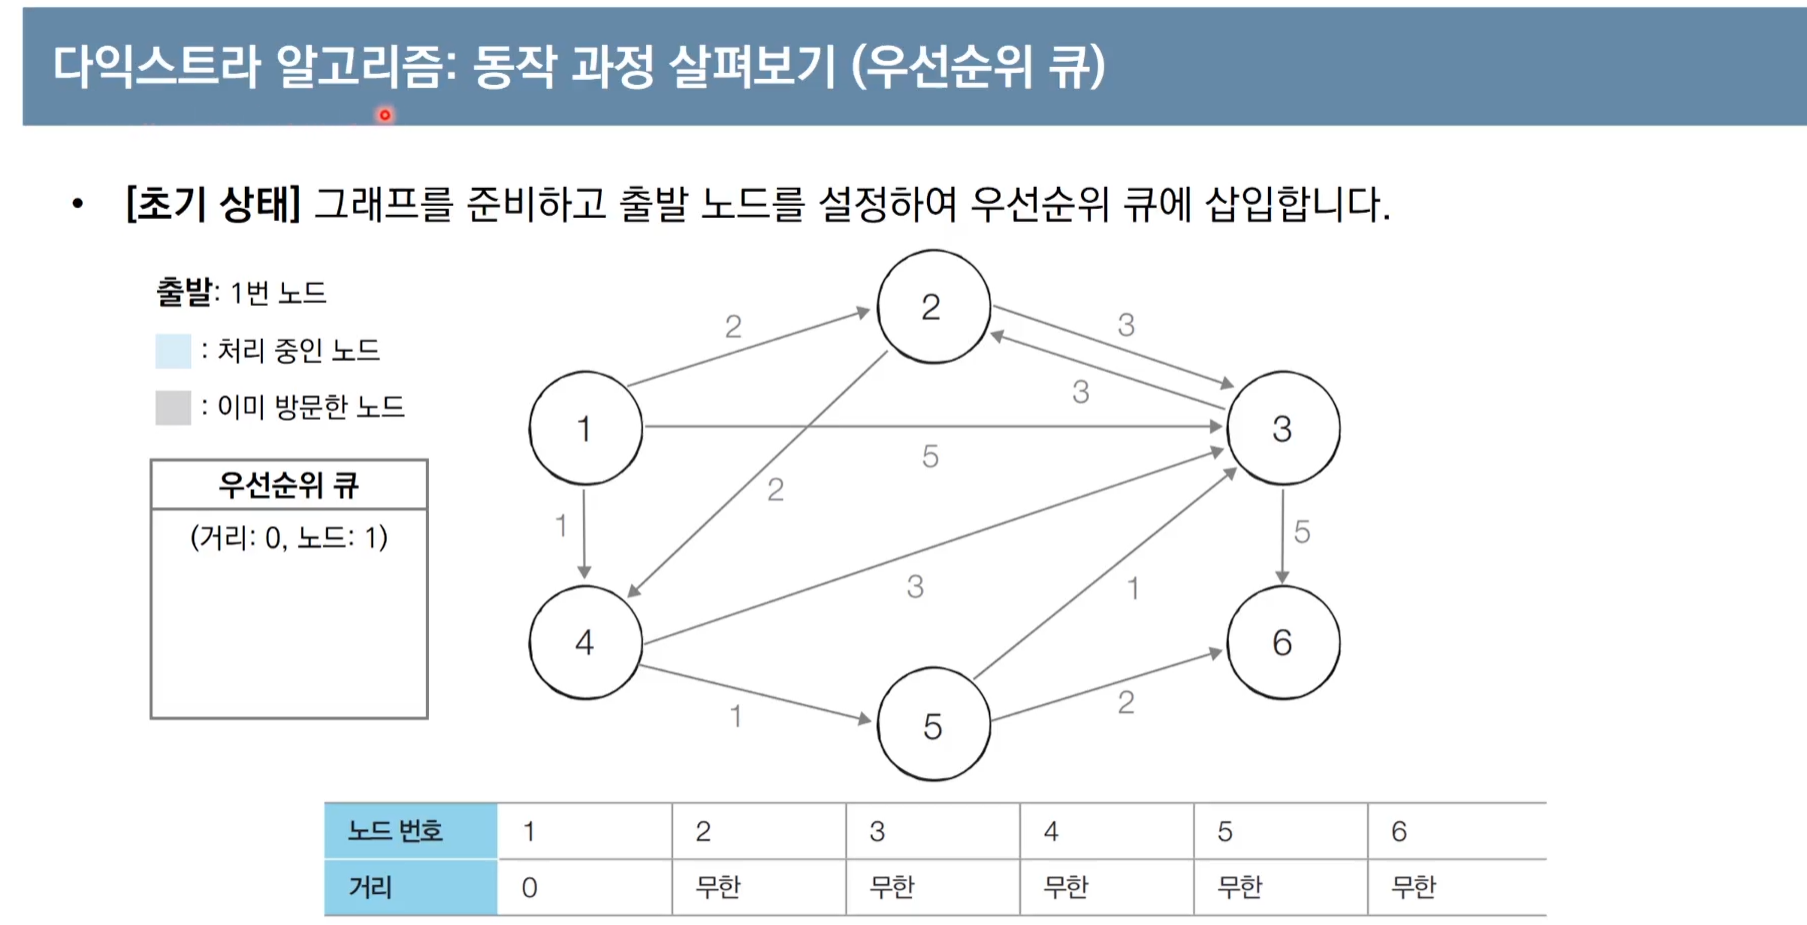 다익스트라 알고리즘: 동작 과정 살펴보기 (우선순위 큐)
• [초기 상태] 그래프를 준비하고 출발 노드를 설정하여 우선순위 큐에 삽입합니다.
출발: 1번 노드
: 처리 중인 노드
: 이미 방문한 노드
우선순위 큐
(거리: 0, 노드: 1)
2
2
3
3
1
5
3
2
1
5
3
1
4
6
1
5
2
노드 번호 1 2 3 4 5 6
거리 0 무한 무한 무한 무한 무한